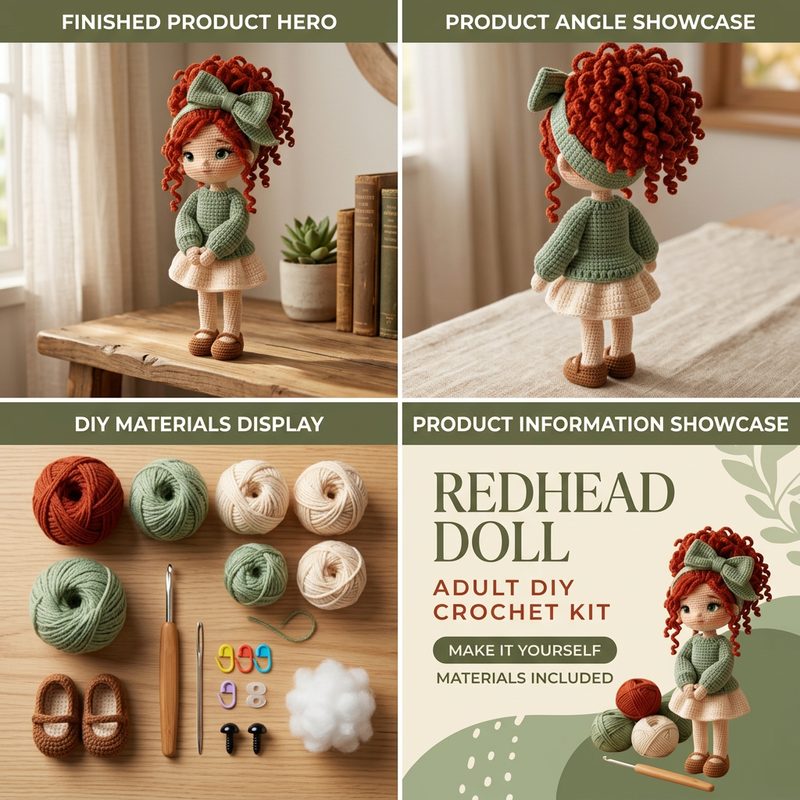 FINISHED PRODUCT HERO
PRODUCT ANGLE SHOWCASE
DIY MATERIALS DISPLAY
PRODUCT INFORMATION SHOWCASE
REDHEAD
DOLL
ADULT DIY
CROCHET KIT
MAKE IT YOURSELF
MATERIALS INCLUDED